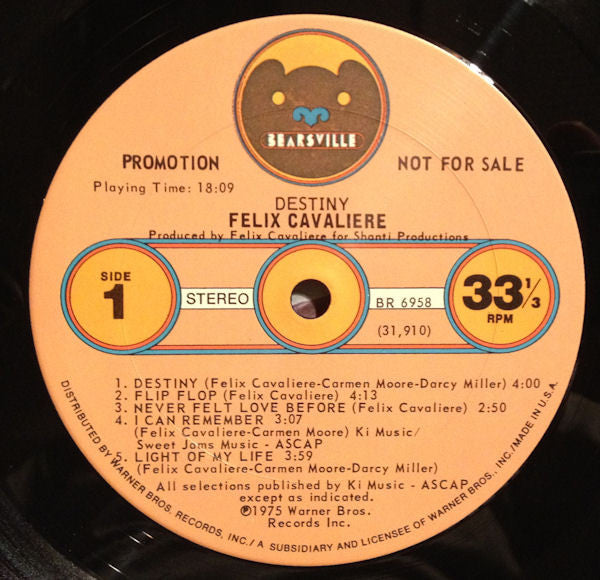 BEARSVILLE
PROMOTION NOT FOR SALE
Playing Time: 18:09
DESTINY
FELIX CAVALIERE
Produced by Felix Cavaliere for Shanti Productions
SIDE
1
STEREO
BR 6958
(31,910)
33 1/3
RPM
1. DESTINY (Felix Cavaliere-Carmen Moore-Darcy Miller) 4:00
2. FLIP FLOP (Felix Cavaliere) 4:13
3. NEVER FELT LOVE BEFORE (Felix Cavaliere) 2:50
4. I CAN REMEMBER 3:07
(Felix Cavaliere-Carmen Moore) Ki Music/
Sweet Jams Music - ASCAP
5. LIGHT OF MY LIFE 3:59
(Felix Cavaliere-Carmen Moore-Darcy Miller)
All selections published by Ki Music - ASCAP
except as indicated.
℗1975 Warner Bros.
Records Inc.
DISTRIBUTED BY WARNER BROS. RECORDS, INC./ A SUBSIDIARY AND LICENSEE OF WARNER BROS., INC./MADE IN U.S.A.